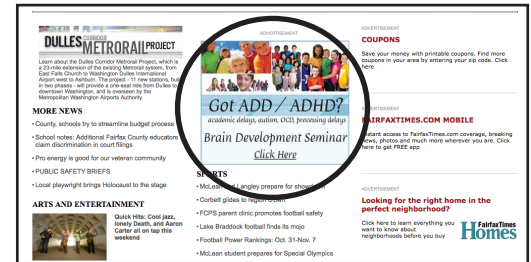 DULLES CORRIDOR METRORAIL PROJECT
Learn about the Dulles Corridor Metrorail Project, which is
a 23-mile extension of the existing Metrorail system, from
East Falls Church to Washington Dulles International
Airport west to Ashburn. The project - 11 new stations, built
in two phases - will provide a one-seat ride from Dulles to
downtown Washington, and is overseen by the
Metropolitan Washington Airports Authority.
MORE NEWS
• County, schools try to streamline budget process
• School notes: Additional Fairfax County educators
claim discrimination in court filings
• Pro energy is good for our veteran community
• PUBLIC SAFETY BRIEFS
• Local playwright brings Holocaust to the stage
ARTS AND ENTERTAINMENT
Quick Hits: Cool jazz,
lonely Death, and Aaron
Carter all on tap this
weekend
ADVERTISEMENT
Got ADD / ADHD?
academic delays, autism, OCD, processing delays
Brain Development Seminar
Click Here
SPORTS
• McLean Langley prepare for
• Corbett glides to region crown
• FCPS parent clinic promotes football safety
• Lake Braddock football finds its mojo
• Football Power Rankings: Oct. 31-Nov. 7
• McLean student prepares for Special Olympics
ADVERTISEMENT
COUPONS
Save your money with printable coupons. Find more
coupons in your area by entering your zip code. Click
here
ADVERTISEMENT
FAIRFAXTIMES.COM MOBILE
Instant access to FairfaxTimes.com coverage, breaking
news, photos and much more wherever you are. Click
here to get FREE app
ADVERTISEMENT
Looking for the right home in the
perfect neighborhood?
Click here to learn everything you
want to know about
neighborhoods before you buy
FairfaxTimes
Homes